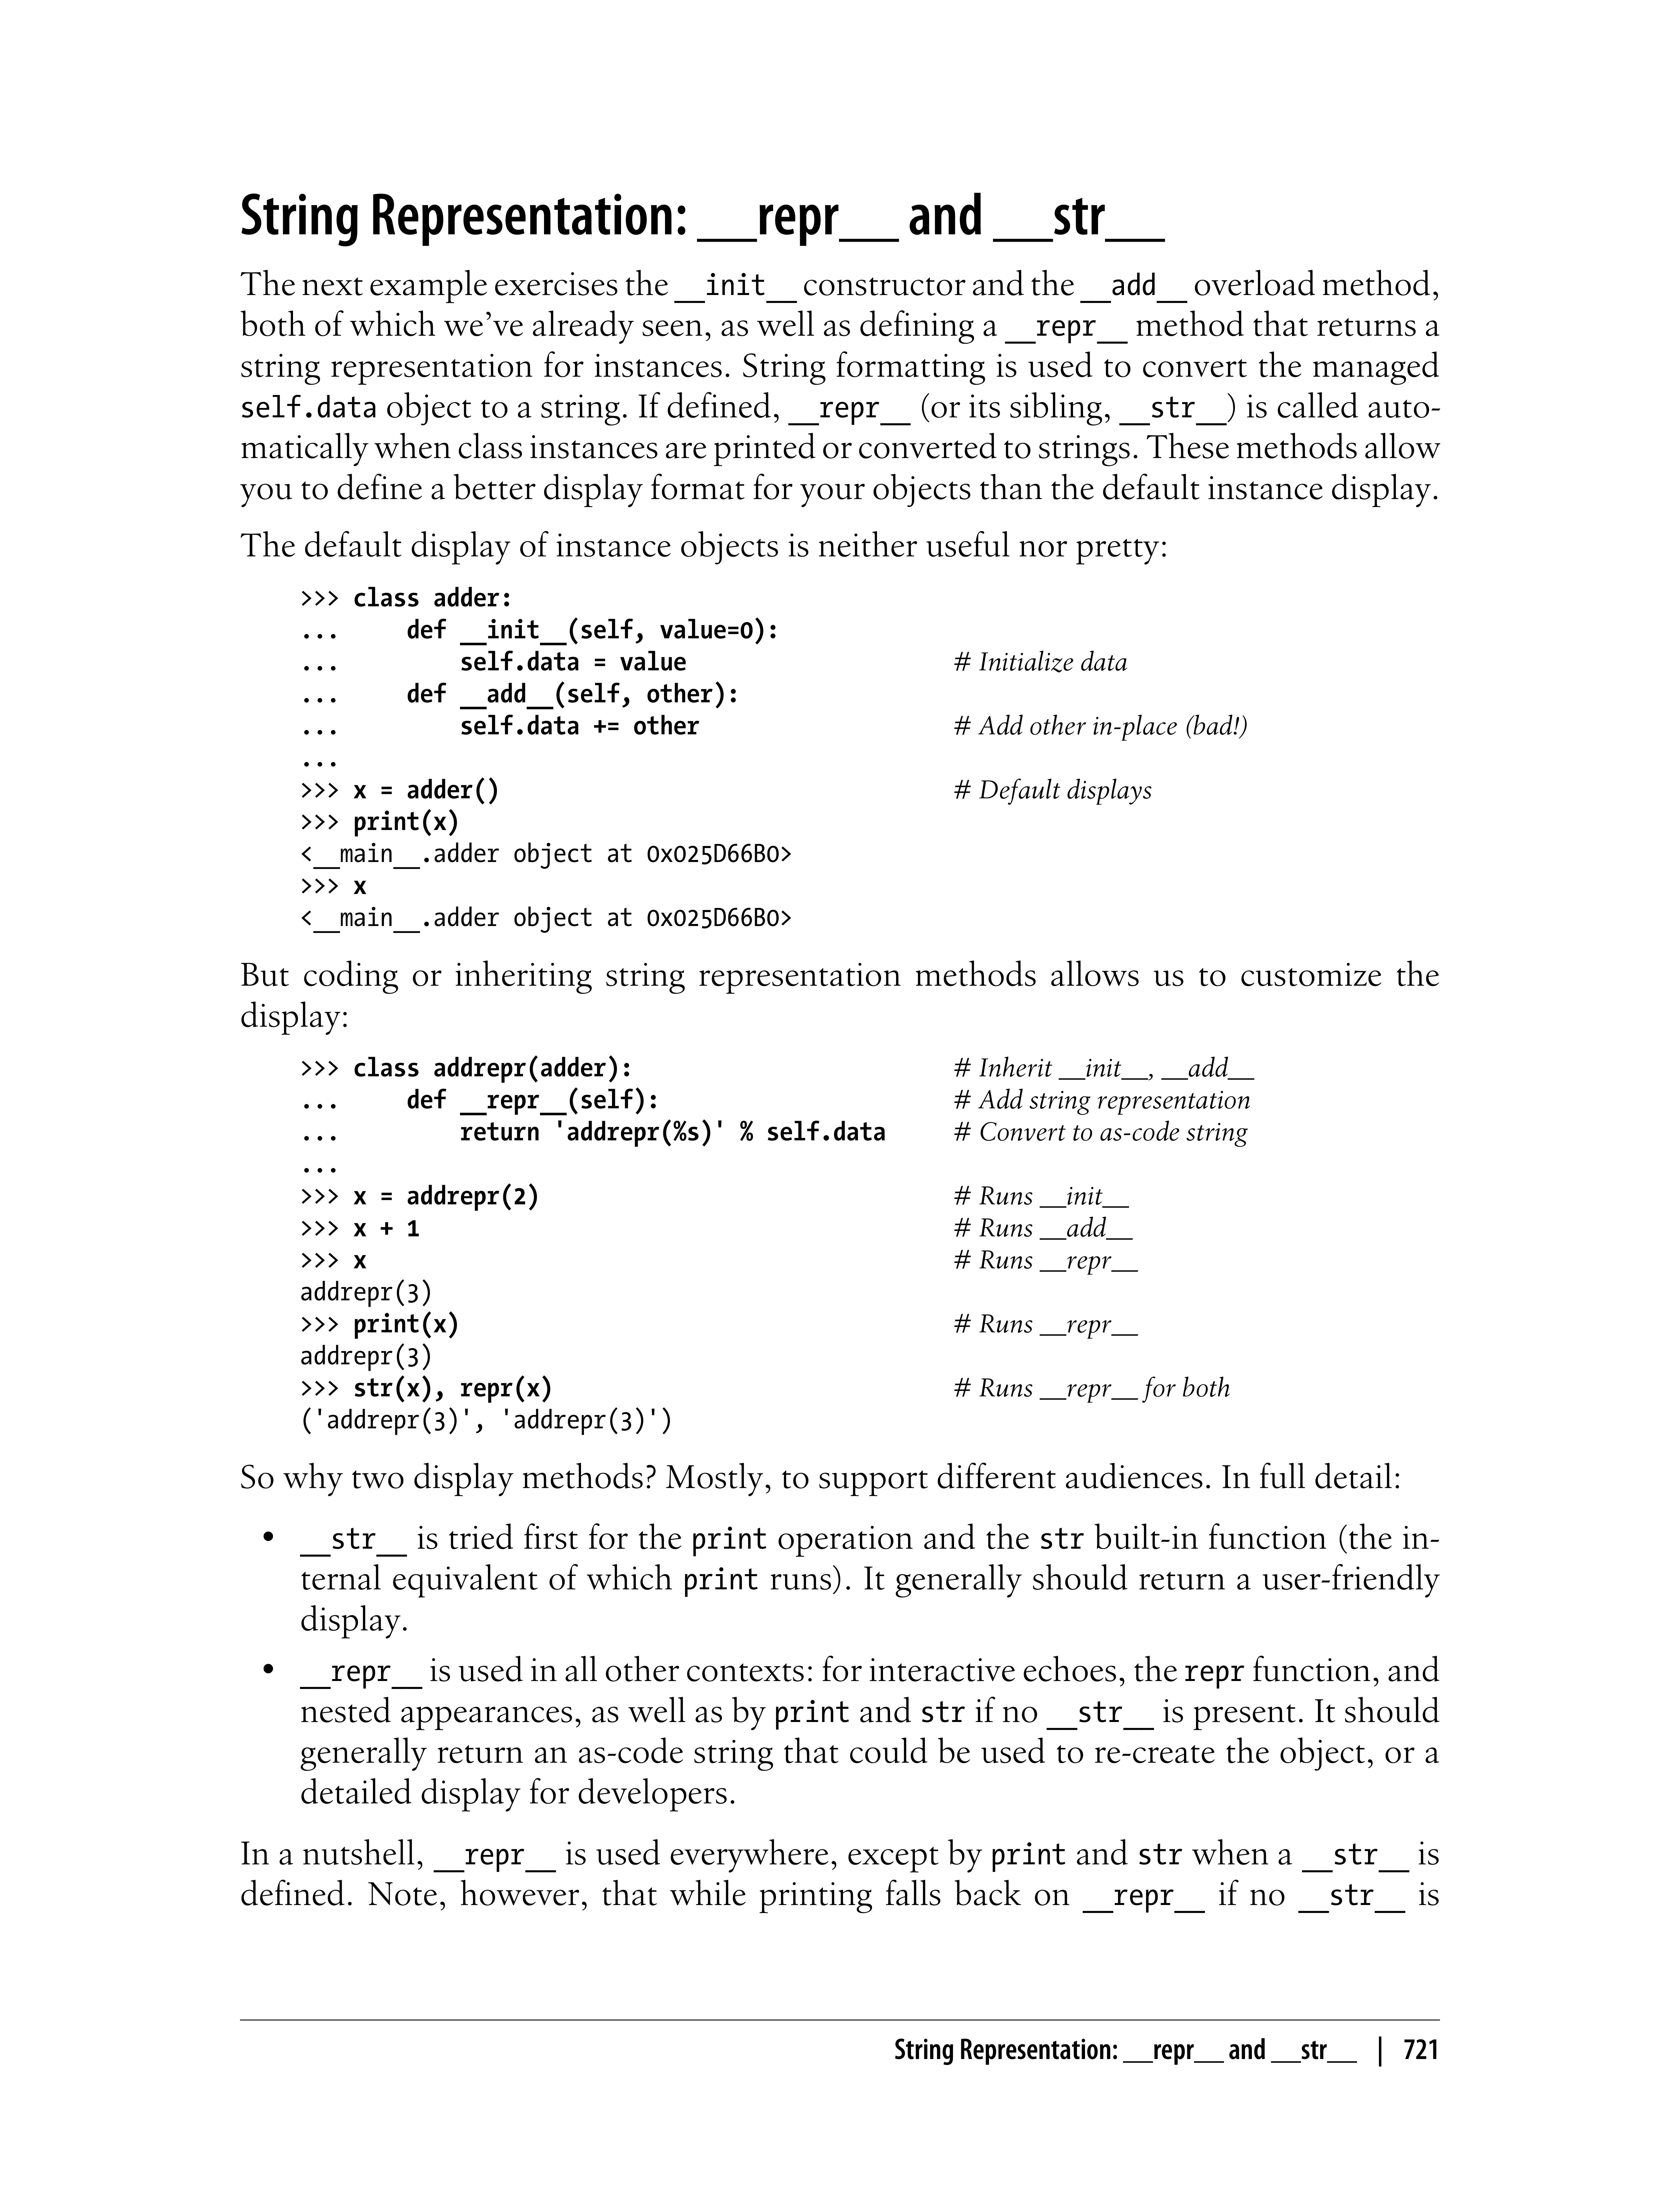 String Representation: __repr__ and __str__
The next example exercises the __init__ constructor and the __add__ overload method,
both of which we’ve already seen, as well as defining a __repr__ method that returns a
string representation for instances. String formatting is used to convert the managed
self.data object to a string. If defined, __repr__ (or its sibling, __str__) is called auto-
matically when class instances are printed or converted to strings. These methods allow
you to define a better display format for your objects than the default instance display.
The default display of instance objects is neither useful nor pretty:
>>> class adder:
...     def __init__(self, value=0):
...         self.data = value                    # Initialize data
...     def __add__(self, other):
...         self.data += other                   # Add other in-place (bad!)
...
>>> x = adder()                                  # Default displays
>>> print(x)
<__main__.adder object at 0x025D66B0>
>>> x
<__main__.adder object at 0x025D66B0>
But coding or inheriting string representation methods allows us to customize the
display:
>>> class addrepr(adder):                        # Inherit __init__, __add__
...     def __repr__(self):                      # Add string representation
...         return 'addrepr(%s)' % self.data     # Convert to as-code string
...
>>> x = addrepr(2)                               # Runs __init__
>>> x + 1                                        # Runs __add__
>>> x                                            # Runs __repr__
addrepr(3)
>>> print(x)                                     # Runs __repr__
addrepr(3)
>>> str(x), repr(x)                              # Runs __repr__ for both
('addrepr(3)', 'addrepr(3)')
So why two display methods? Mostly, to support different audiences. In full detail:
• __str__ is tried first for the print operation and the str built-in function (the in-
ternal equivalent of which print runs). It generally should return a user-friendly
display.
• __repr__ is used in all other contexts: for interactive echoes, the repr function, and
nested appearances, as well as by print and str if no __str__ is present. It should
generally return an as-code string that could be used to re-create the object, or a
detailed display for developers.
In a nutshell, __repr__ is used everywhere, except by print and str when a __str__ is
defined. Note, however, that while printing falls back on __repr__ if no __str__ is
String Representation: __repr__ and __str__ | 721